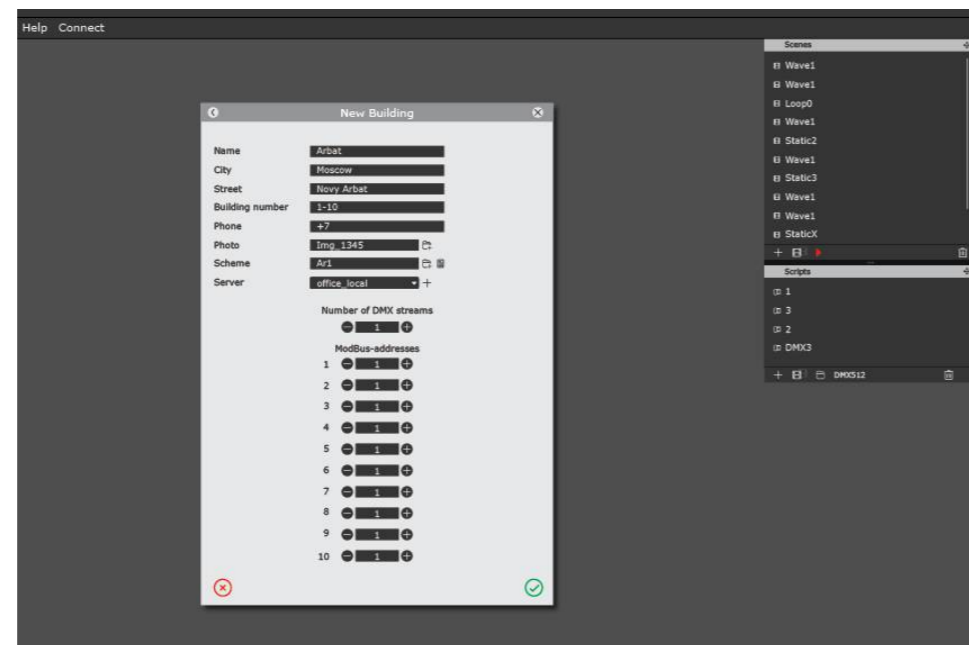 Help Connect
New Building
Name Arbat
City Moscow
Street Novy Arbat
Building number 1-10
Phone +7
Photo Img_1345
Scheme Ar1
Server office_local
Number of DMX streams
1
ModBus-addresses
1 1
2 1
3 1
4 1
5 1
6 1
7 1
8 1
9 1
10 1
Scenes
Wave1
Wave1
Loop0
Wave1
Static2
Wave1
Static3
Wave1
Wave1
StaticX
Scripts
1
3
2
DMX3
DMX512